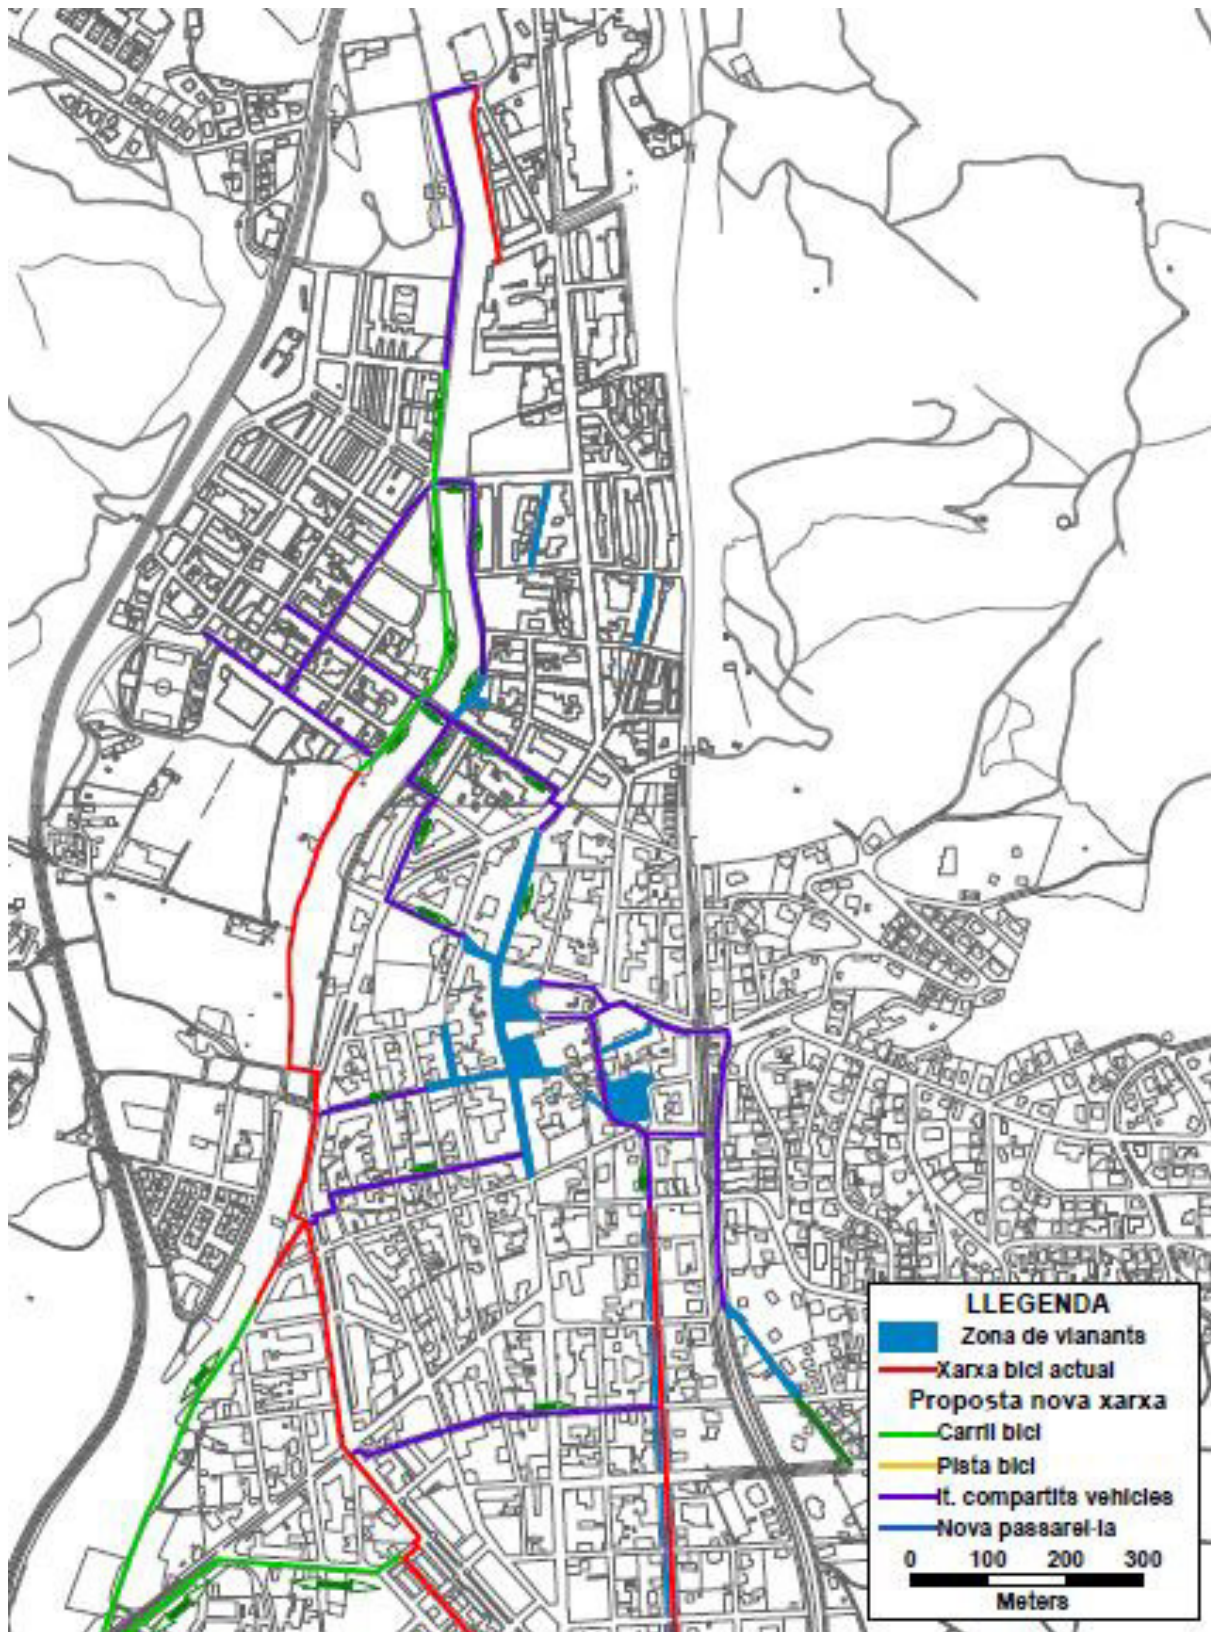 LLEGENDA
Zona de vianants
Xarxa bici actual
Proposta nova xarxa
Carril bici
Pista bici
It. compartits vehicles
Nova passarel·la
0 100 200 300
Meters